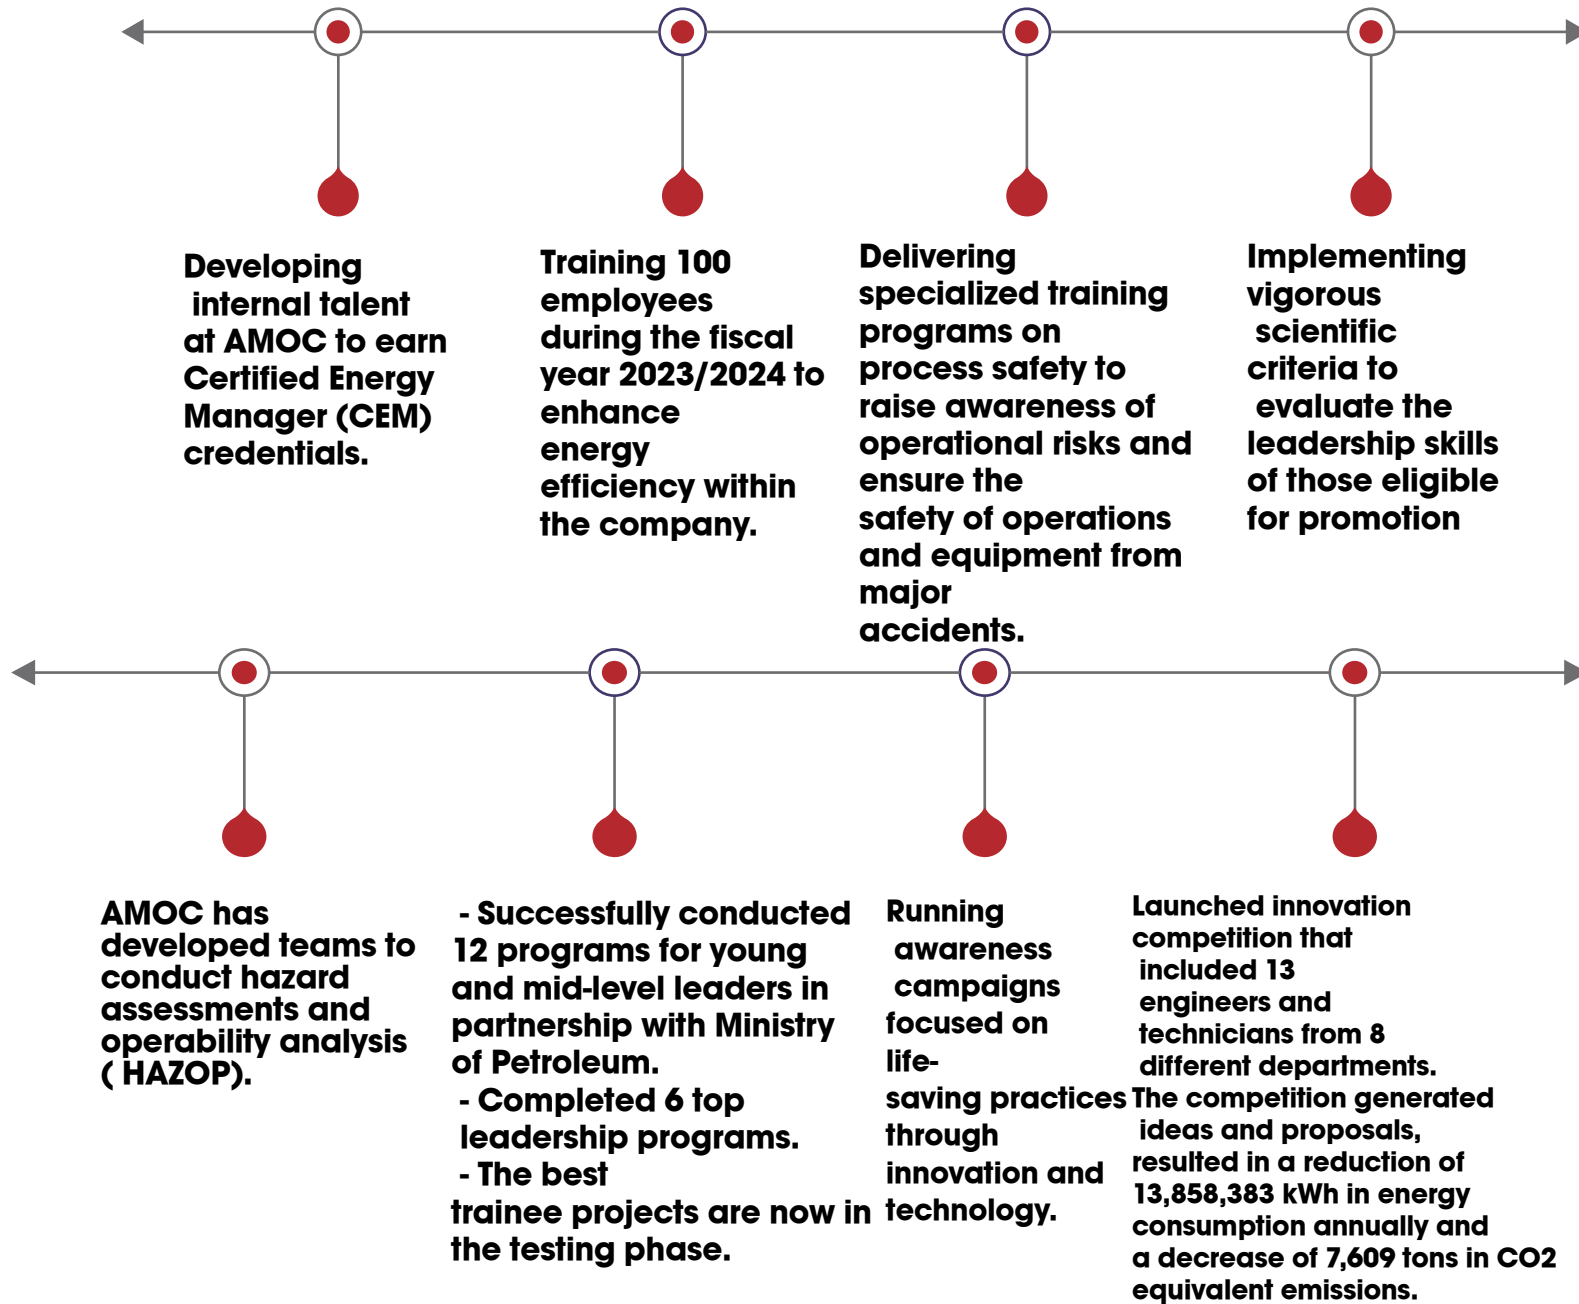 Developing
internal talent
at AMOC to earn
Certified Energy
Manager (CEM)
credentials.
Training 100
employees
during the fiscal
year 2023/2024 to
enhance
energy
efficiency within
the company.
Delivering
specialized training
programs on
process safety to
raise awareness of
operational risks and
ensure the
safety of operations
and equipment from
major
accidents.
Implementing
vigorous
scientific
criteria to
evaluate the
leadership skills
of those eligible
for promotion
AMOC has
developed teams to
conduct hazard
assessments and
operability analysis
( HAZOP).
- Successfully conducted
12 programs for young
and mid-level leaders in
partnership with Ministry
of Petroleum.
- Completed 6 top
leadership programs.
- The best
trainee projects are now in
the testing phase.
Running
awareness
campaigns
focused on
life-
saving practices
through
innovation and
technology.
Launched innovation
competition that
included 13
engineers and
technicians from 8
different departments.
The competition generated
ideas and proposals,
resulted in a reduction of
13,858,383 kWh in energy
consumption annually and
a decrease of 7,609 tons in CO2
equivalent emissions.